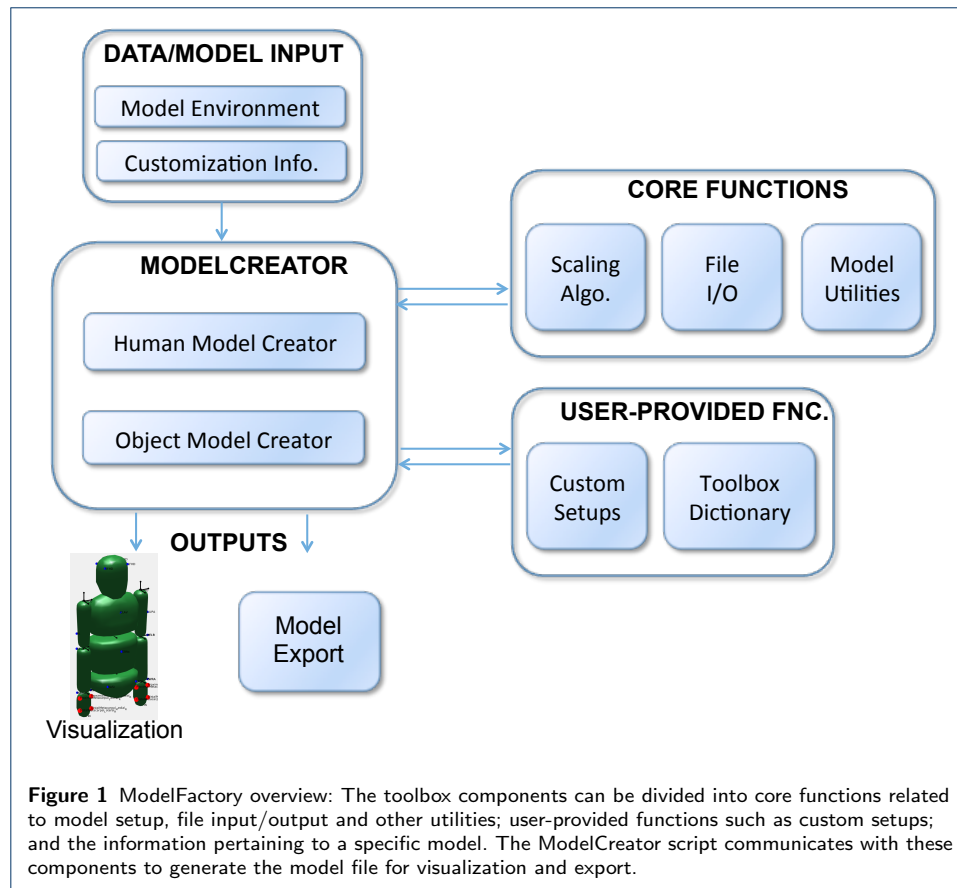 DATA/MODEL INPUT
Model Environment
Customization Info.
MODELCREATOR
Human Model Creator
Object Model Creator
CORE FUNCTIONS
Scaling
Algo.
File
I/O
Model
Utilities
USER-PROVIDED FNC.
Custom
Setups
Toolbox
Dictionary
OUTPUTS
Visualization
Model
Export
Figure 1 ModelFactory overview: The toolbox components can be divided into core functions related
to model setup, file input/output and other utilities; user-provided functions such as custom setups;
and the information pertaining to a specific model. The ModelCreator script communicates with these
components to generate the model file for visualization and export.